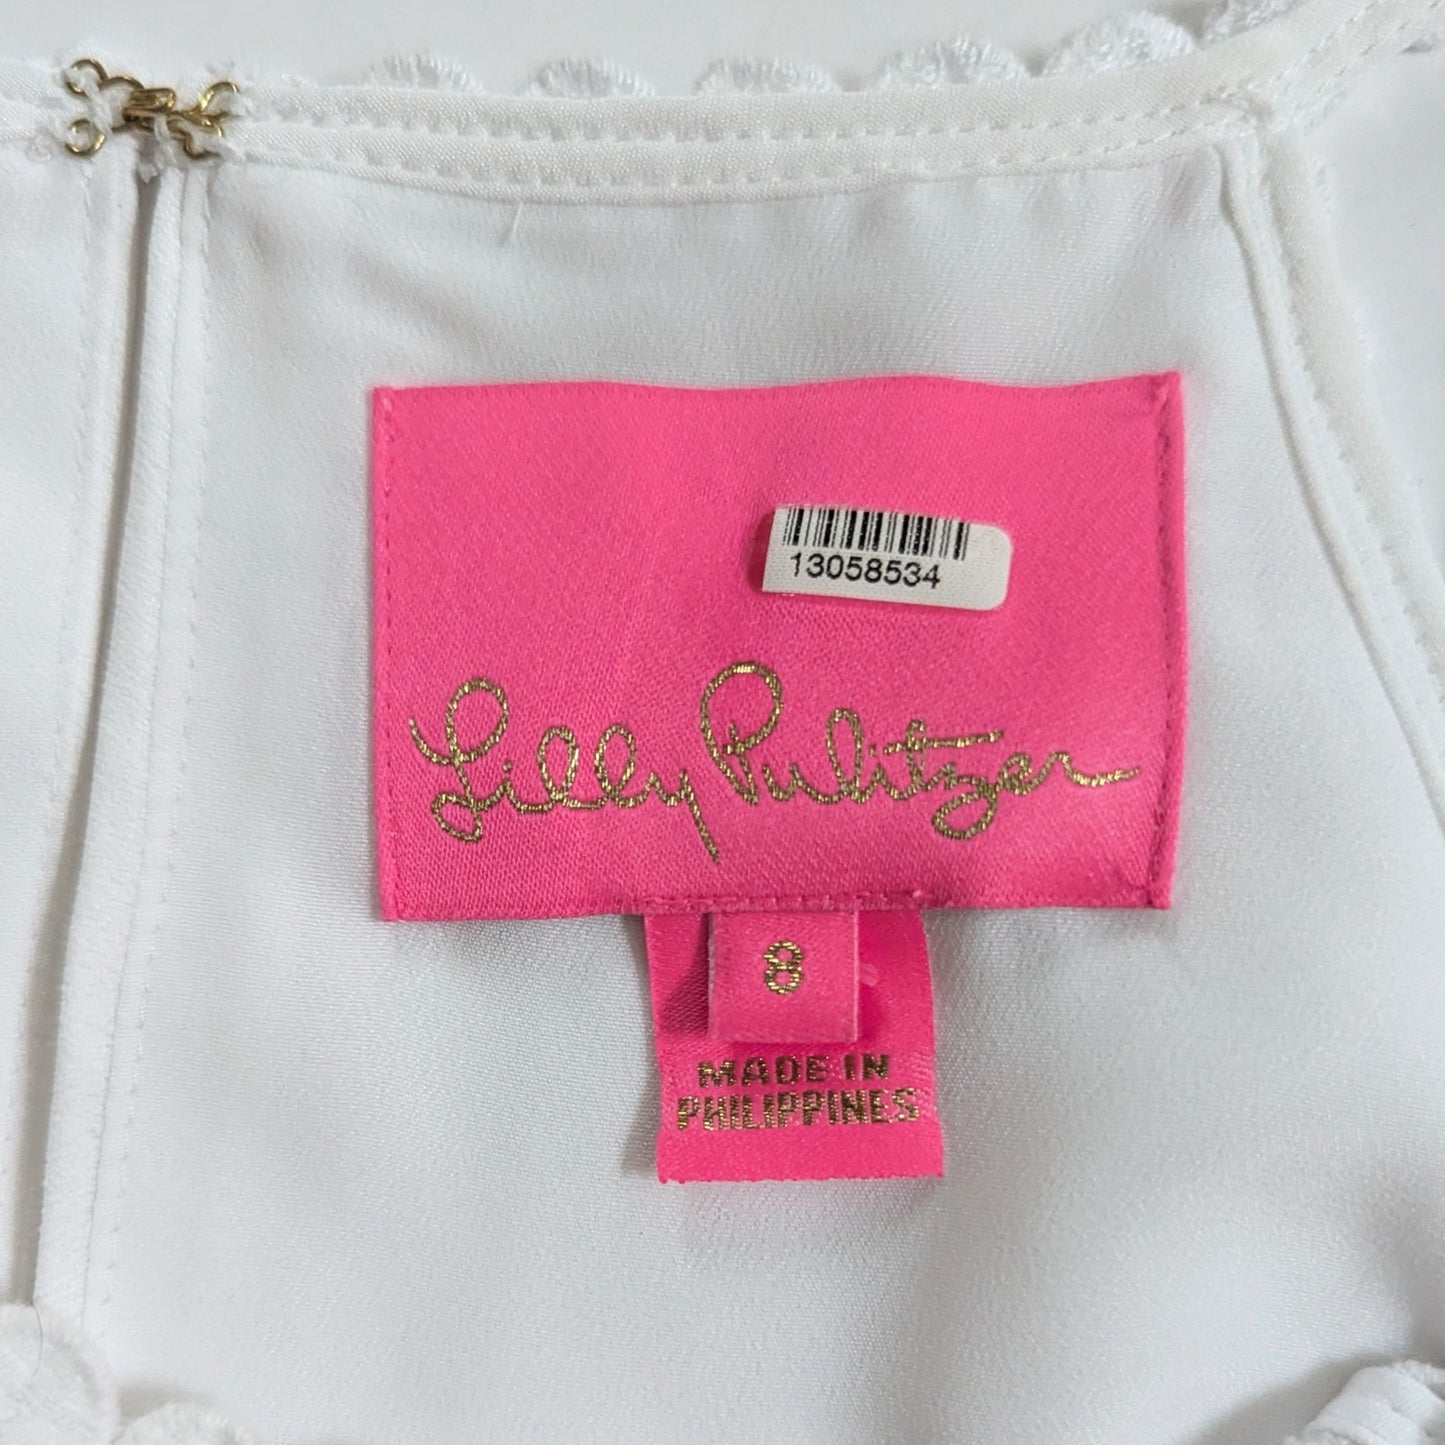 13058534
Lilly Pulitzer
8
MADE IN
PHILIPPINES